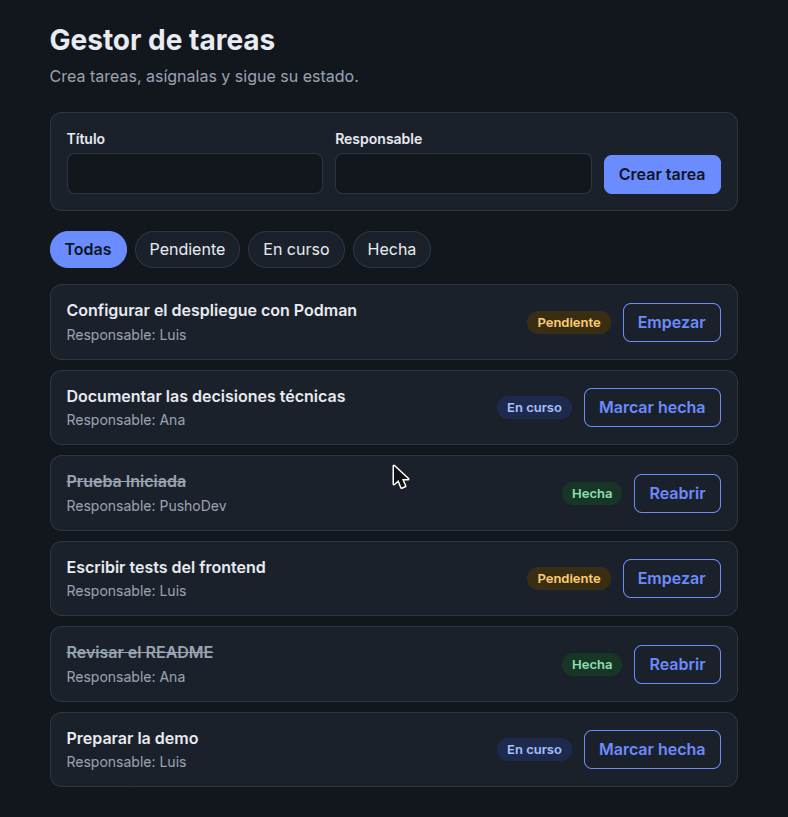 Gestor de tareas
Crea tareas, asígnalas y sigue su estado.
Título Responsable
Crear tarea
Todas Pendiente En curso Hecha
Configurar el despliegue con Podman
Responsable: Luis
Pendiente Empezar
Documentar las decisiones técnicas
Responsable: Ana
En curso Marcar hecha
Prueba Iniciada
Responsable: PushoDev
Hecha Reabrir
Escribir tests del frontend
Responsable: Luis
Pendiente Empezar
Revisar el README
Responsable: Ana
Hecha Reabrir
Preparar la demo
Responsable: Luis
En curso Marcar hecha